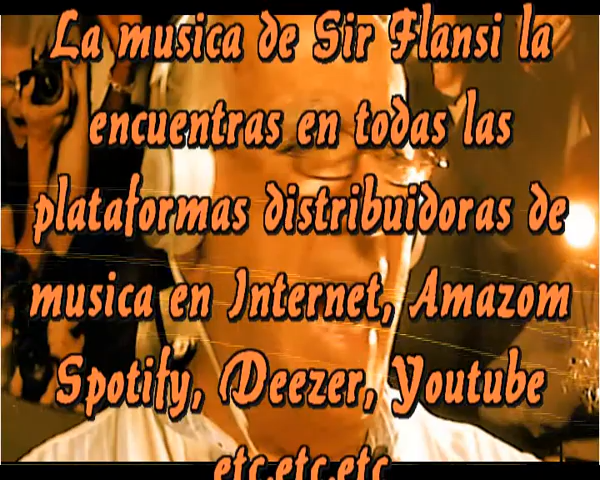 La musica de Sir Flansi la
encuentras en todas las
plataformas distribuidoras de
musica en Internet, Amazom
Spotify, Deezer, Youtube
etc.etc.etc